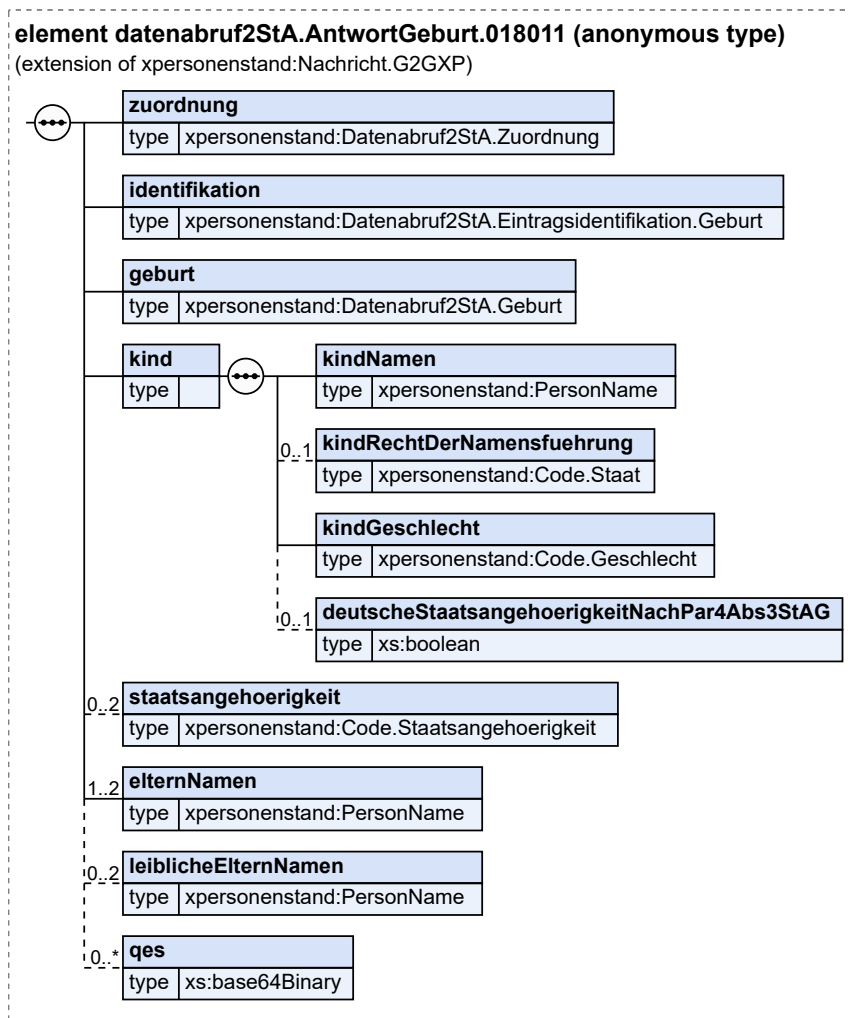 element datenabruf2StA.AntwortGeburt.018011 (anonymous type)
(extension of xpersonenstand:Nachricht.G2GXP)
zuordnung
type xpersonenstand:Datenabruf2StA.Zuordnung
identifikation
type xpersonenstand:Datenabruf2StA.Eintragsidentifikation.Geburt
geburt
type xpersonenstand:Datenabruf2StA.Geburt
kind
type
kindNamen
type xpersonenstand:PersonName
0..1 kindRechtDerNamensfuehrung
type xpersonenstand:Code.Staat
kindGeschlecht
type xpersonenstand:Code.Geschlecht
0..1 deutscheStaatsangehoerigkeitNachPar4Abs3StAG
type xs:boolean
0..2 staatsangehoerigkeit
type xpersonenstand:Code.Staatsangehoerigkeit
1..2 elternNamen
type xpersonenstand:PersonName
0..2 leiblicheElternNamen
type xpersonenstand:PersonName
0..* qes
type xs:base64Binary